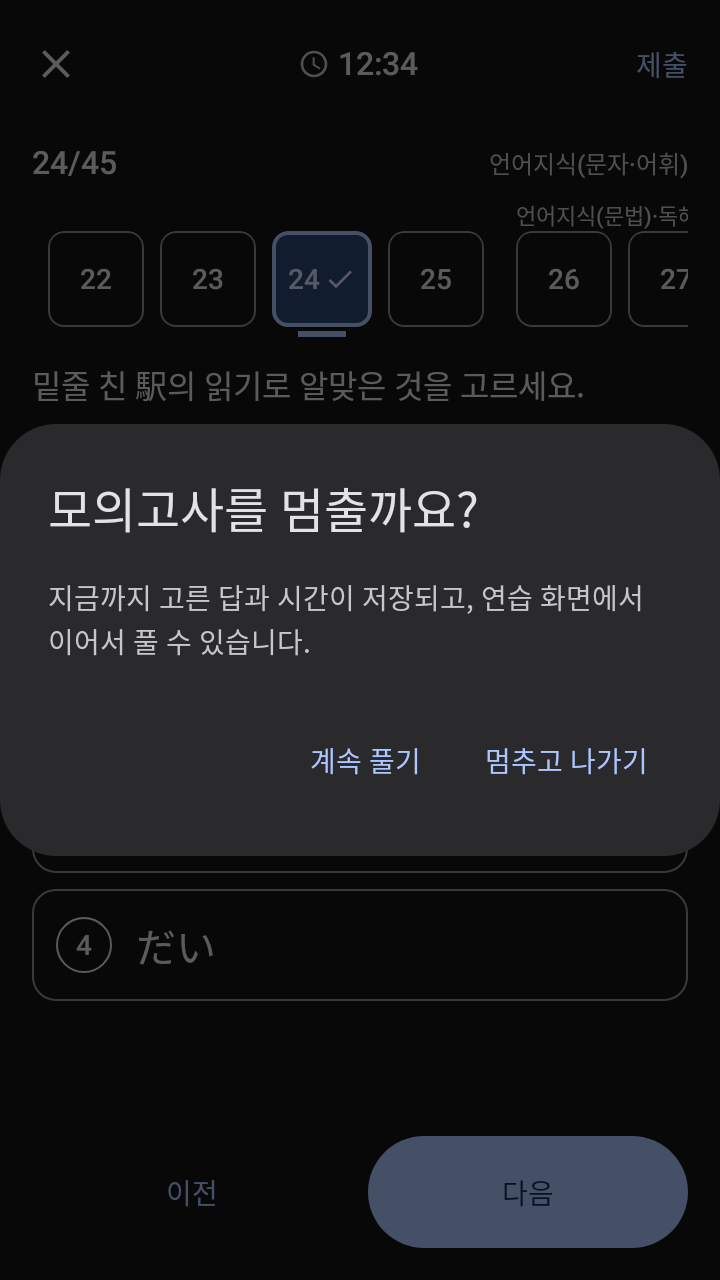 12:34
제출
24/45
언어지식(문자·어휘)
언어지식(문법)·독해
22
23
24
25
26
27
밑줄 친 駅의 읽기로 알맞은 것을 고르세요.
모의고사를 멈출까요?
지금까지 고른 답과 시간이 저장되고, 연습 화면에서
이어서 풀 수 있습니다.
계속 풀기
멈추고 나가기
4 だい
이전
다음